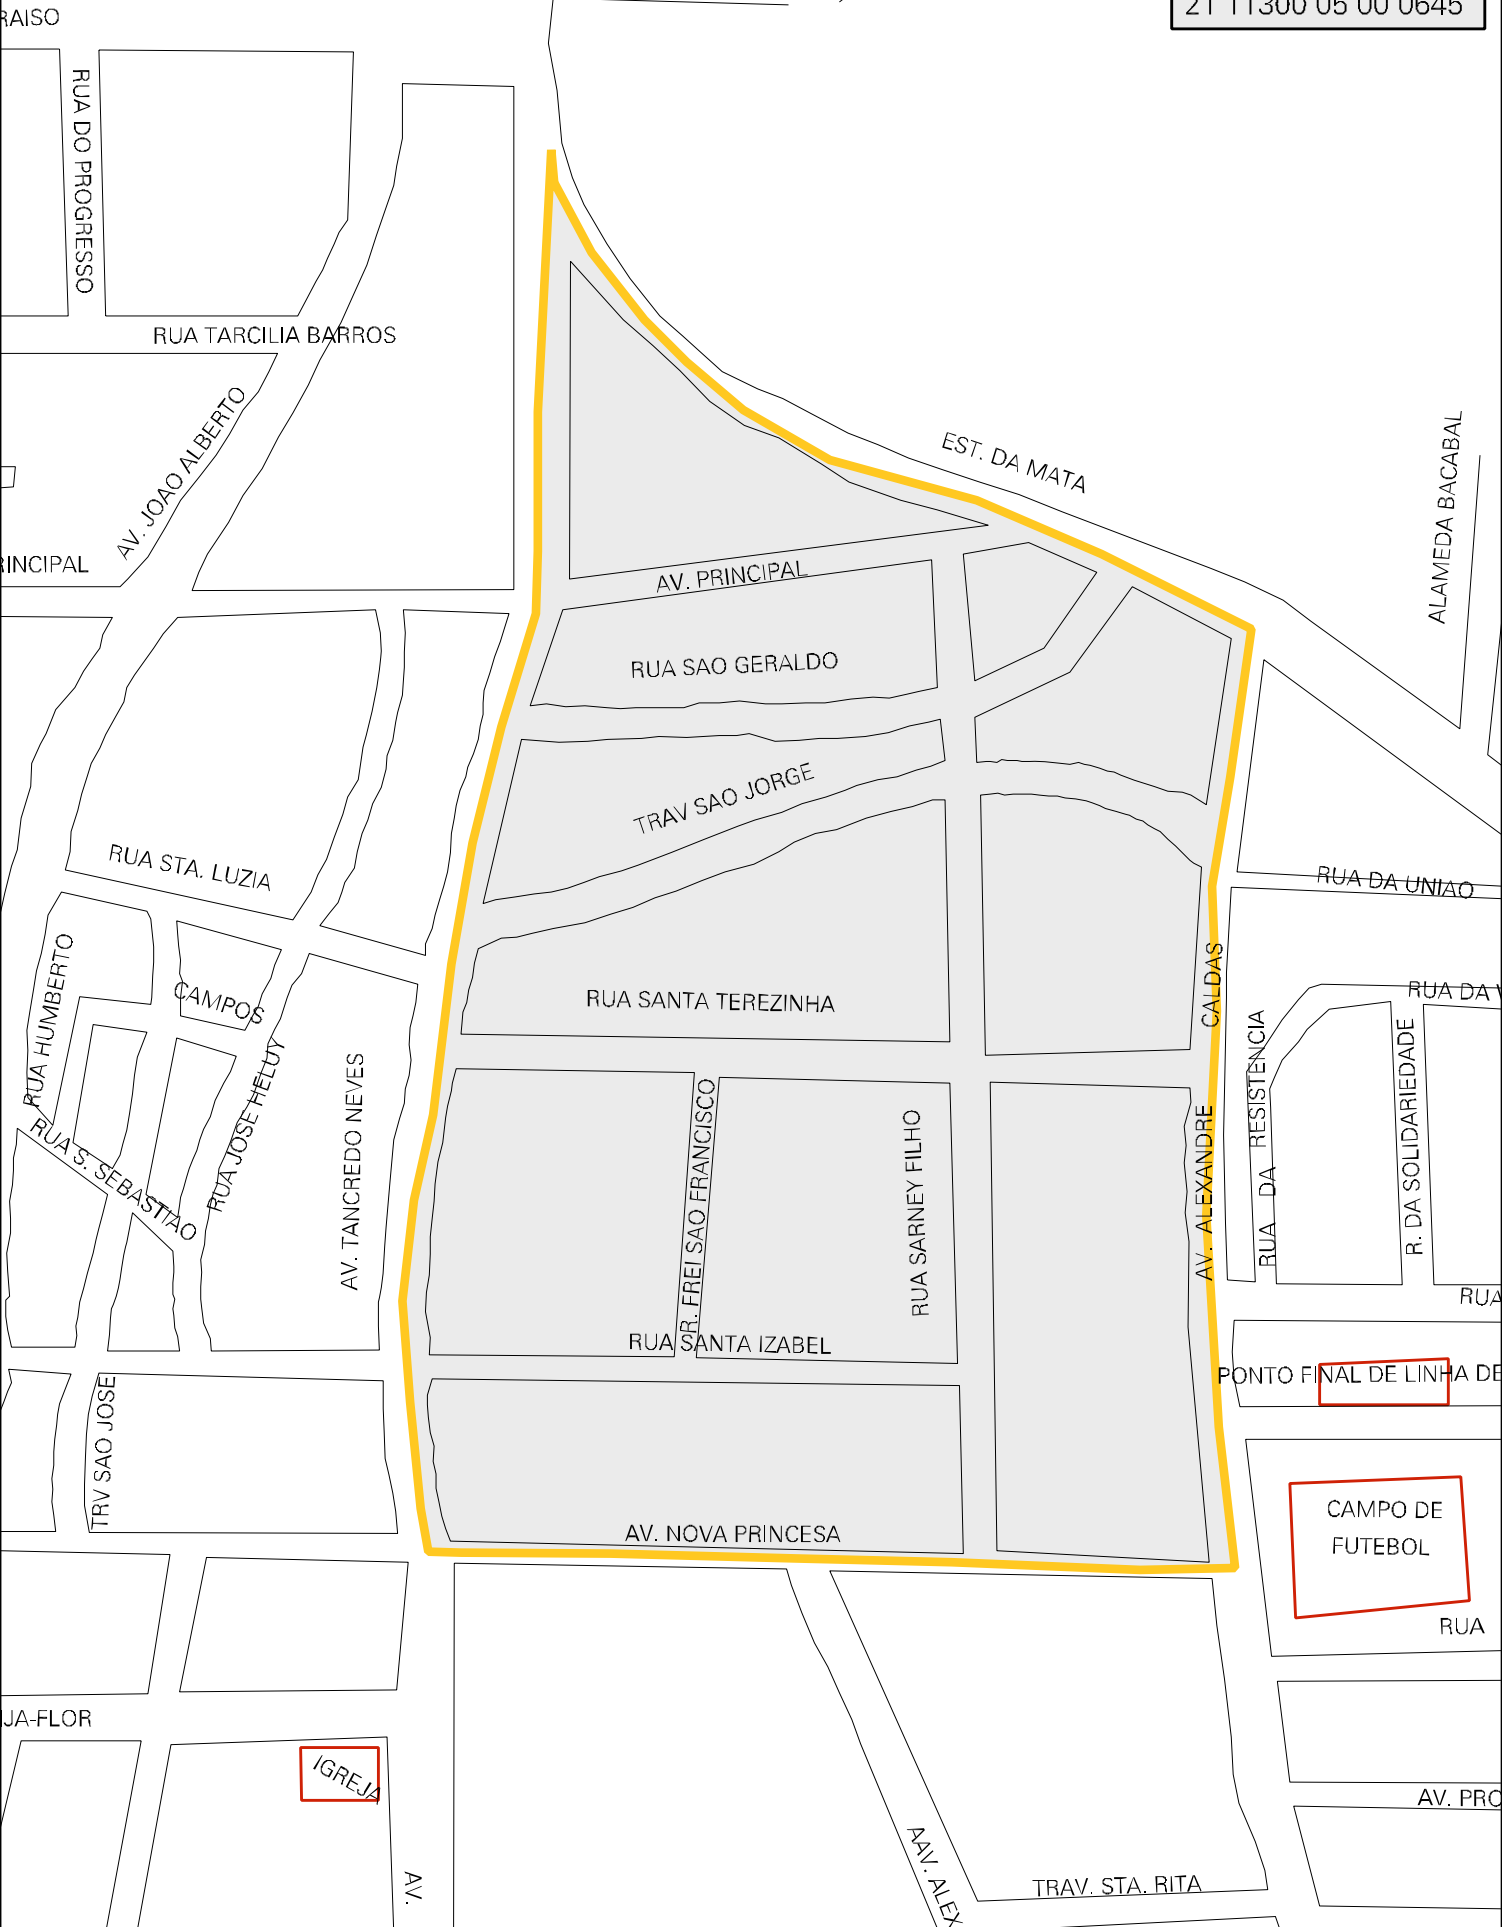 RAISO
21 11300 05 00 0645
RUA DO PROGRESSO
RUA TARCILIA BARROS
AV. JOAO ALBERTO
EST. DA MATA
ALAMEDA BACABAL
RINCIPAL
AV. PRINCIPAL
RUA SAO GERALDO
TRAV SAO JORGE
RUA STA. LUZIA
RUA DA UNIAO
RUA HUMBERTO
CAMPOS
RUA SANTA TEREZINHA
CALDAS
RUA DA
RUA DA RESISTENCIA
R. DA SOLIDARIEDADE
RUA JOSE HELUY
AV. TANCREDO NEVES
R. FREI SAO FRANCISCO
RUA SARNEY FILHO
AV. ALEXANDRE
RUA S. SEBASTIAO
RUA
RUA SANTA IZABEL
PONTO FINAL DE LINHA DE
TRV SAO JOSE
CAMPO DE
FUTEBOL
AV. NOVA PRINCESA
RUA
IJA-FLOR
IGREJA
AV. PRO
AAV. ALEX
AV.
TRAV. STA. RITA